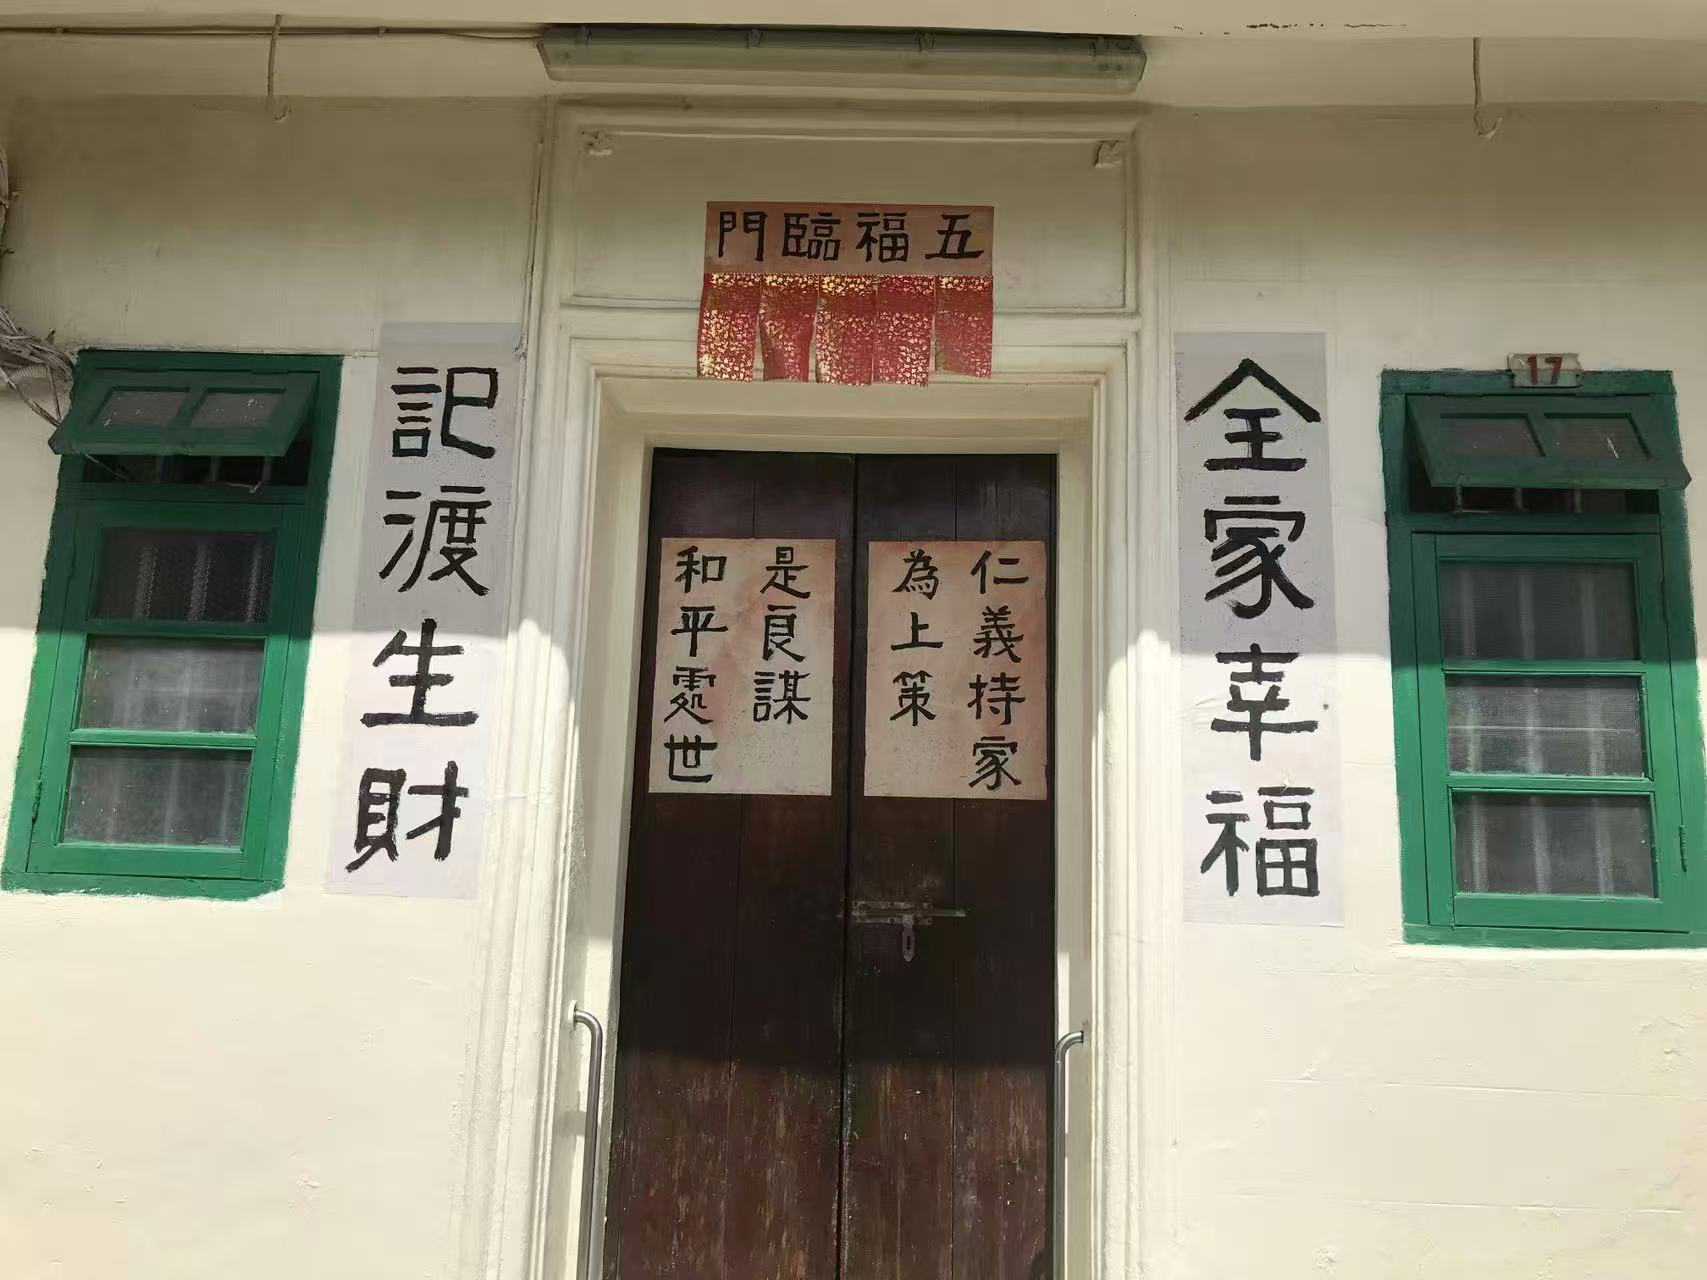 五福臨門
全家幸福
記渡生財
仁義持家
為上策
是良謀
和平處世
17